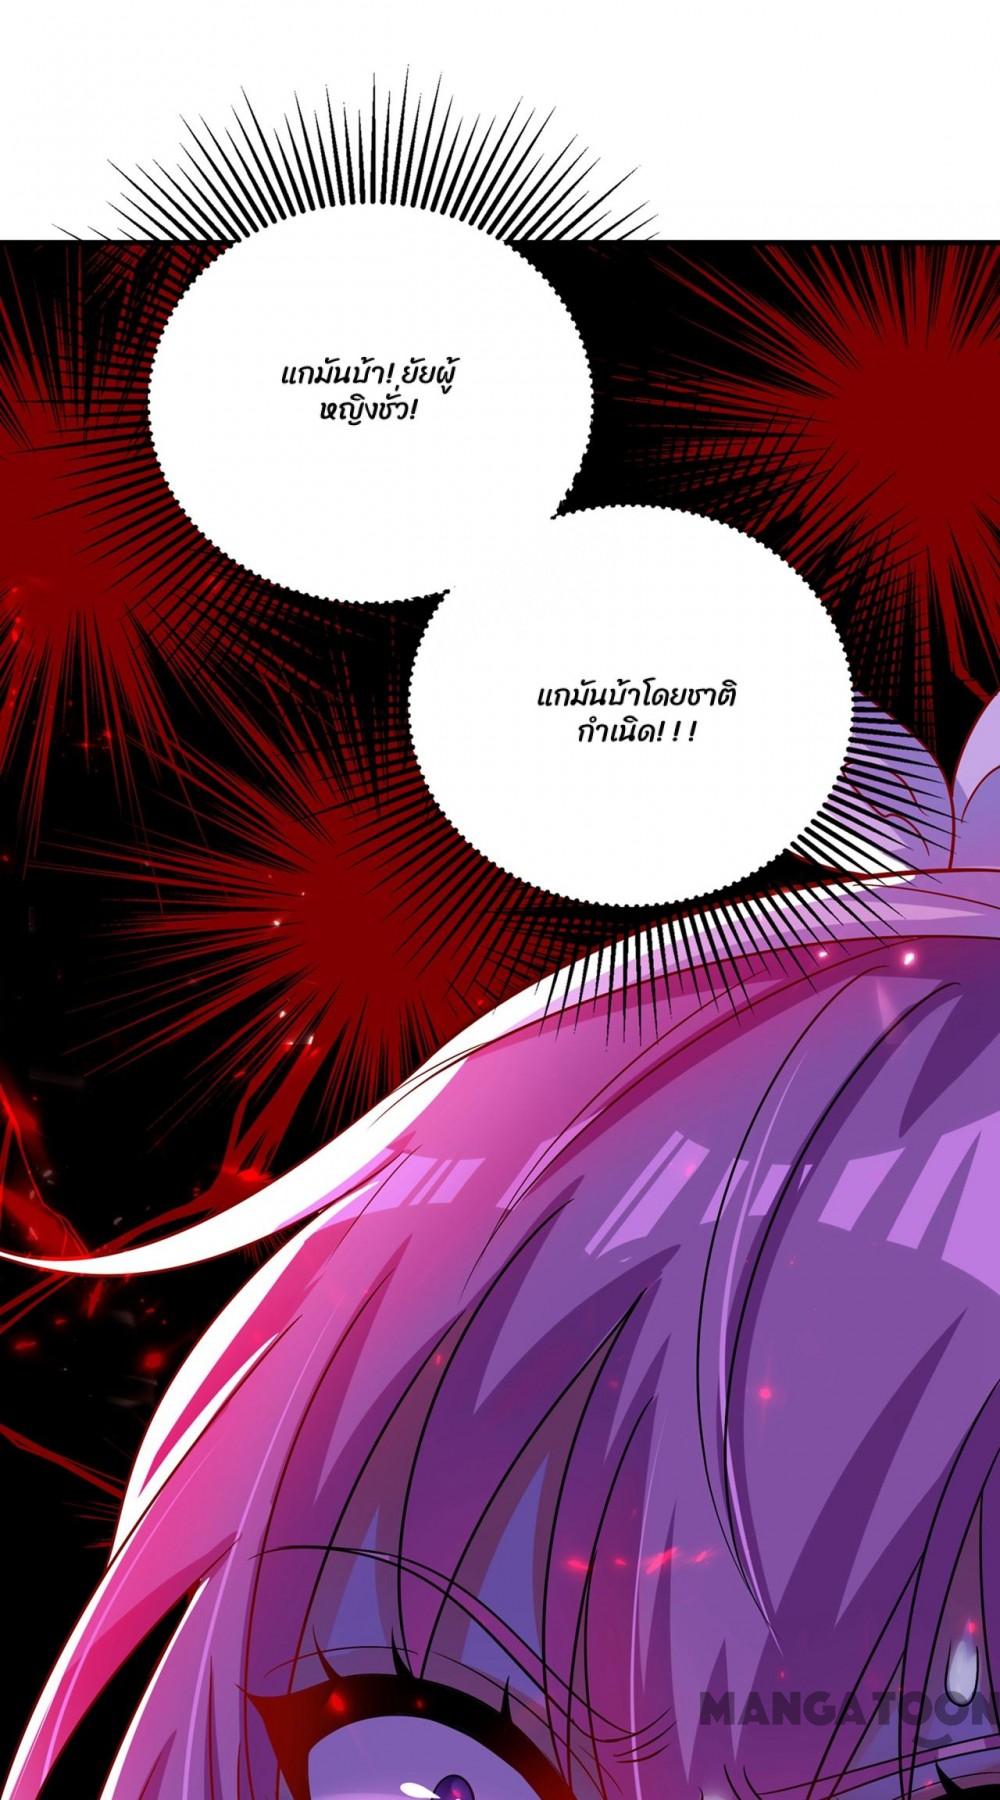 แกมันบ้า! ยัยผู้
หญิงชั่ว!
แกมันบ้าโดยชาติ
กำเนิด!!!
MANGATOON